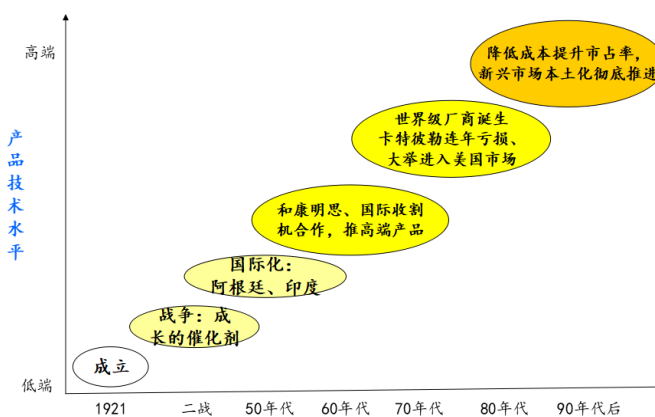 高端
降低成本提升市占率，
新兴市场本土化彻底推进
世界级厂商诞生
卡特彼勒连年亏损、
大举进入美国市场
产品技术水平
和康明思、国际收割
机合作，推高端产品
国际化：
阿根廷、印度
战争：成
长的催化剂
成立
低端
1921 二战 50年代 60年代 70年代 80年代 90年代后